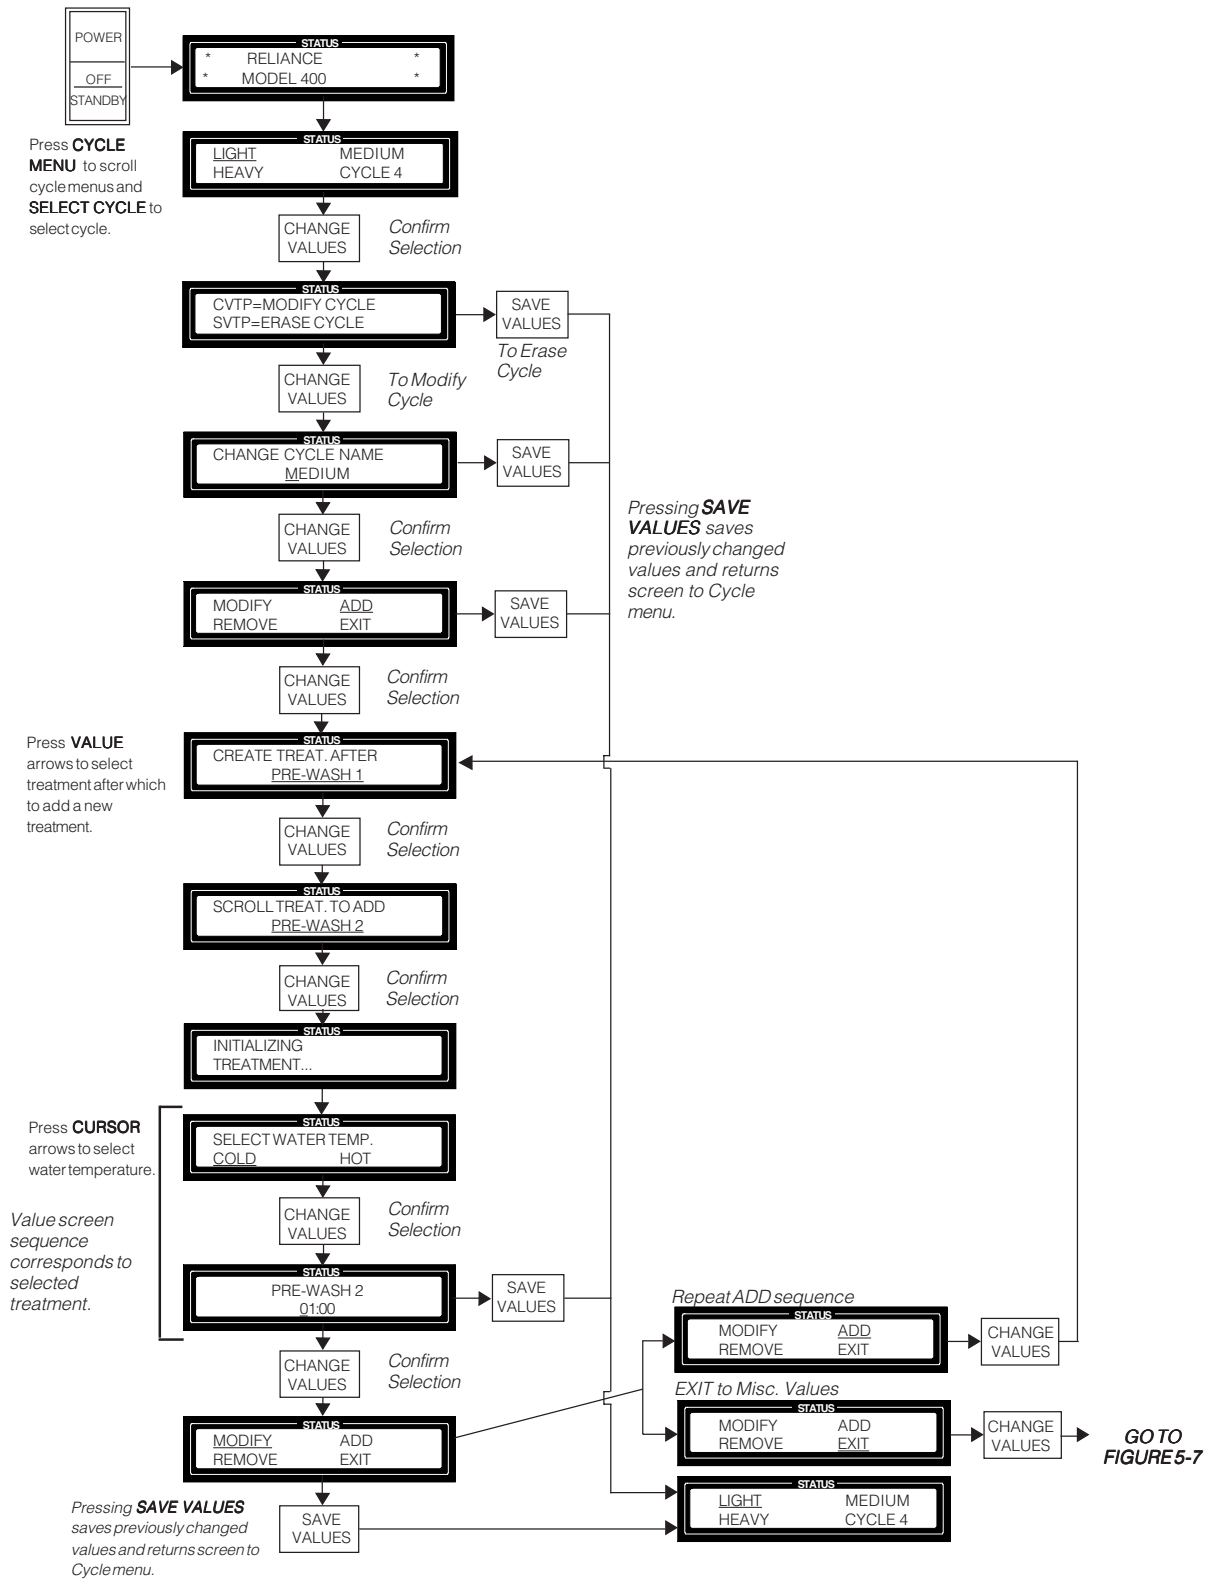 POWER
OFF
STANDBY
STATUS
* RELIANCE *
* MODEL 400 *
Press CYCLE
MENU to scroll
cycle menus and
SELECT CYCLE to
select cycle.
STATUS
LIGHT MEDIUM
HEAVY CYCLE 4
CHANGE
VALUES
Confirm
Selection
STATUS
CVTP=MODIFY CYCLE
SVTP=ERASE CYCLE
SAVE
VALUES
To Erase
Cycle
CHANGE
VALUES
To Modify
Cycle
STATUS
CHANGE CYCLE NAME
MEDIUM
SAVE
VALUES
CHANGE
VALUES
Confirm
Selection
Pressing SAVE
VALUES saves
previously changed
values and returns
screen to Cycle
menu.
STATUS
MODIFY ADD
REMOVE EXIT
SAVE
VALUES
CHANGE
VALUES
Confirm
Selection
Press VALUE
arrows to select
treatment after which
to add a new
treatment.
STATUS
CREATE TREAT. AFTER
PRE-WASH 1
CHANGE
VALUES
Confirm
Selection
STATUS
SCROLL TREAT. TO ADD
PRE-WASH 2
CHANGE
VALUES
Confirm
Selection
STATUS
INITIALIZING
TREATMENT...
Press CURSOR
arrows to select
water temperature.
STATUS
SELECT WATER TEMP.
COLD HOT
Value screen
sequence
corresponds to
selected
treatment.
CHANGE
VALUES
Confirm
Selection
STATUS
PRE-WASH 2
01:00
SAVE
VALUES
CHANGE
VALUES
Confirm
Selection
Repeat ADD sequence
STATUS
MODIFY ADD
REMOVE EXIT
CHANGE
VALUES
EXIT to Misc. Values
STATUS
MODIFY ADD
REMOVE EXIT
CHANGE
VALUES
GO TO
FIGURE 5-7
STATUS
MODIFY ADD
REMOVE EXIT
STATUS
LIGHT MEDIUM
HEAVY CYCLE 4
Pressing SAVE VALUES
saves previously changed
values and returns screen to
Cycle menu.
SAVE
VALUES